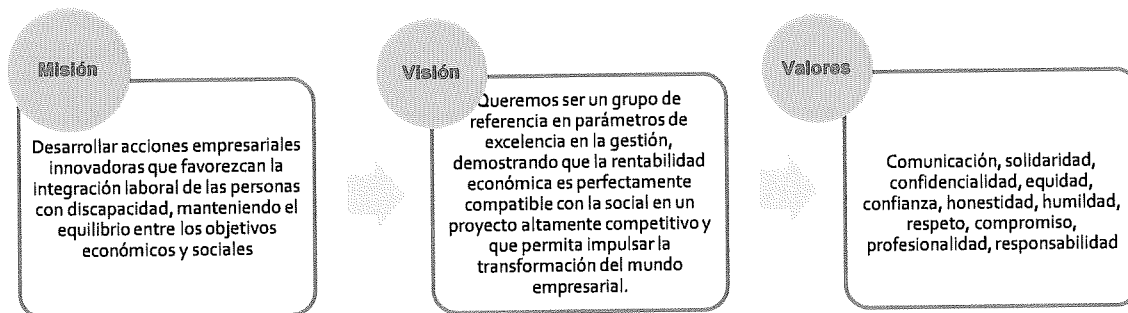 Misión
Desarrollar acciones empresariales
innovadoras que favorezcan la
integración laboral de las personas
con discapacidad, manteniendo el
equilibrio entre los objetivos
económicos y sociales
Visión
Queremos ser un grupo de
referencia en parámetros de
excelencia en la gestión,
demostrando que la rentabilidad
económica es perfectamente
compatible con la social en un
proyecto altamente competitivo y
que permita impulsar la
transformación del mundo
empresarial.
Valores
Comunicación, solidaridad,
confidencialidad, equidad,
confianza, honestidad, humildad,
respeto, compromiso,
profesionalidad, responsabilidad